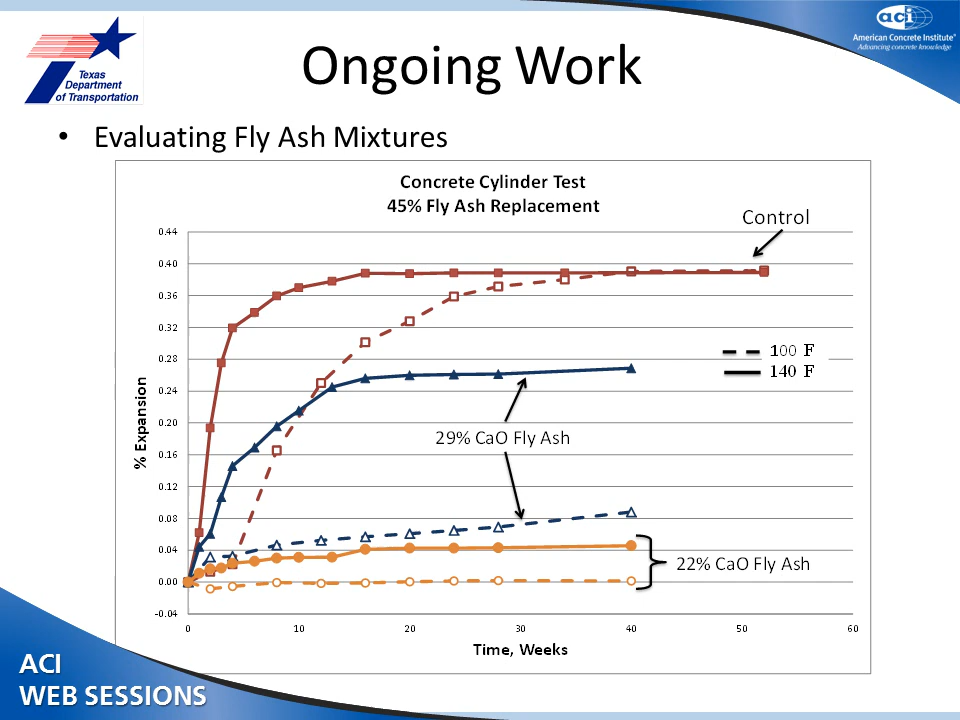 Texas
Department
of Transportation
aci
American Concrete Institute®
Advancing concrete knowledge
Ongoing Work
• Evaluating Fly Ash Mixtures
Concrete Cylinder Test
45% Fly Ash Replacement
Control
0.44
0.40
0.36
0.32
0.28
0.24
0.20
0.16
0.12
0.08
0.04
0.00
-0.04
% Expansion
100 F
140 F
29% CaO Fly Ash
22% CaO Fly Ash
0 10 20 30 40 50 60
Time, Weeks
ACI
WEB SESSIONS